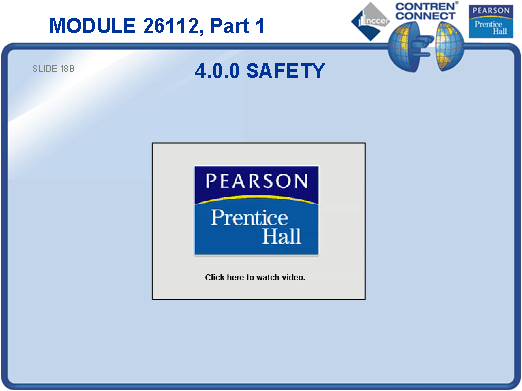 MODULE 26112, Part 1
nccer
CONTREN®
CONNECT
PEARSON
Prentice
Hall
SLIDE 18B
4.0.0 SAFETY
PEARSON
Prentice
Hall
Click here to watch video.